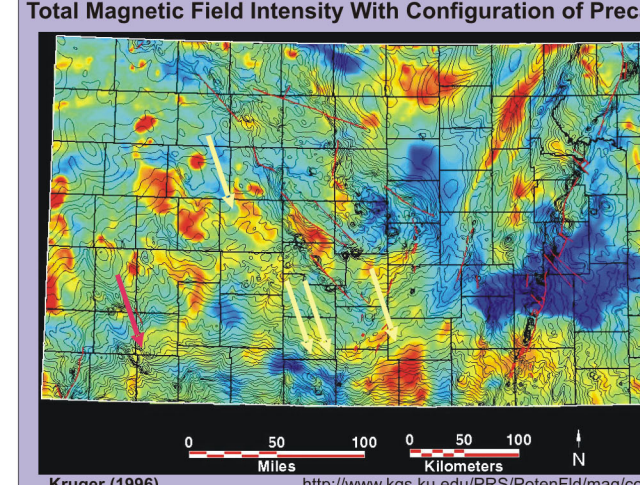 Total Magnetic Field Intensity With Configuration of Prec
0 50 100
Miles
0 50 100
Kilometers
N
Kruger (1996)
http://www.kgs.ku.edu/PRS/PotenFld/mag/co